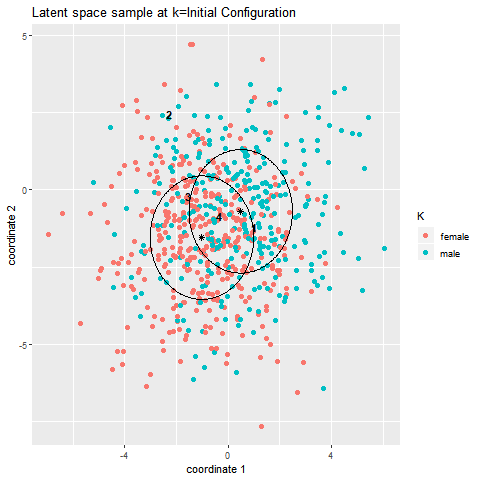 Latent space sample at k=Initial Configuration
5
0
-5
coordinate 2
2
3
4
1
-4
0
4
coordinate 1
K
female
male